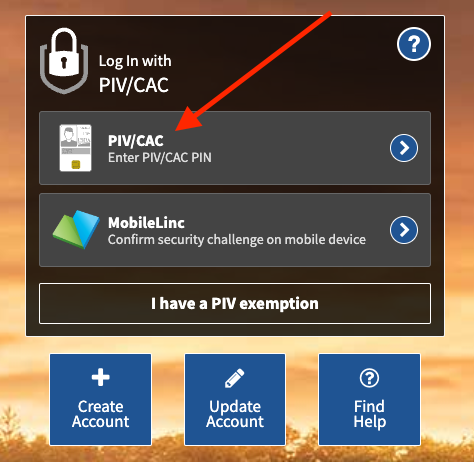 Log In with
PIV/CAC
?
PIV/CAC
Enter PIV/CAC PIN
MobileLinc
Confirm security challenge on mobile device
I have a PIV exemption
Create
Account
Update
Account
Find
Help